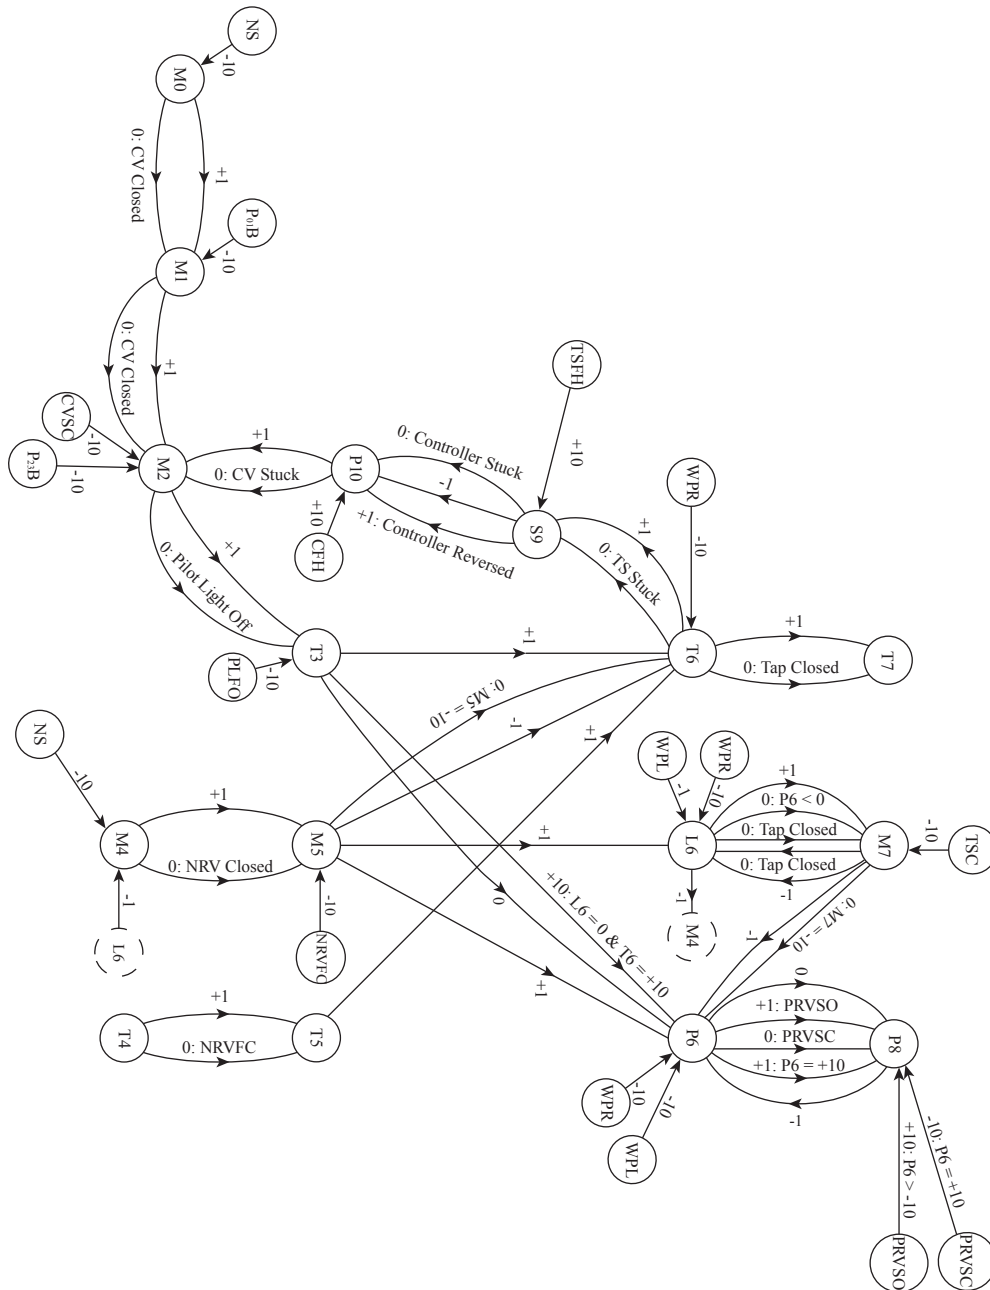 NS
-10
M0
0: CV Closed
+1
P₀₁B
-10
M1
0: CV Closed
+1
CVSC
-10
P₂₃B
-10
M2
+1
0: CV Stuck
P10
+10
CFH
0: Controller Stuck
-1
+1: Controller Reversed
TSFH
+10
S9
+1
0: TS Stuck
WPR
-10
T6
+1
0: Tap Closed
T7
+1
0: Pilot Light Off
T3
PLFO
-10
+1
0: M5 = -10
-1
+1
+10: L6 = 0 & T6 = +10
0
NS
-10
M4
-1
L6
+1
0: NRV Closed
M5
-10
NRVFC
+1
+1
T4
+1
0: NRVFC
T5
WPL
-1
WPR
-10
L6
-1
M4
+1
0: P6 < 0
0: Tap Closed
0: Tap Closed
-1
M7
-10
TSC
-1
0: M7 = -10
P6
WPR
-10
WPL
-10
0
+1: PRVSO
0: PRVSC
+1: P6 = +10
-1
P8
-10: P6 = +10
+10: P6 > -10
PRVSC
PRVSO